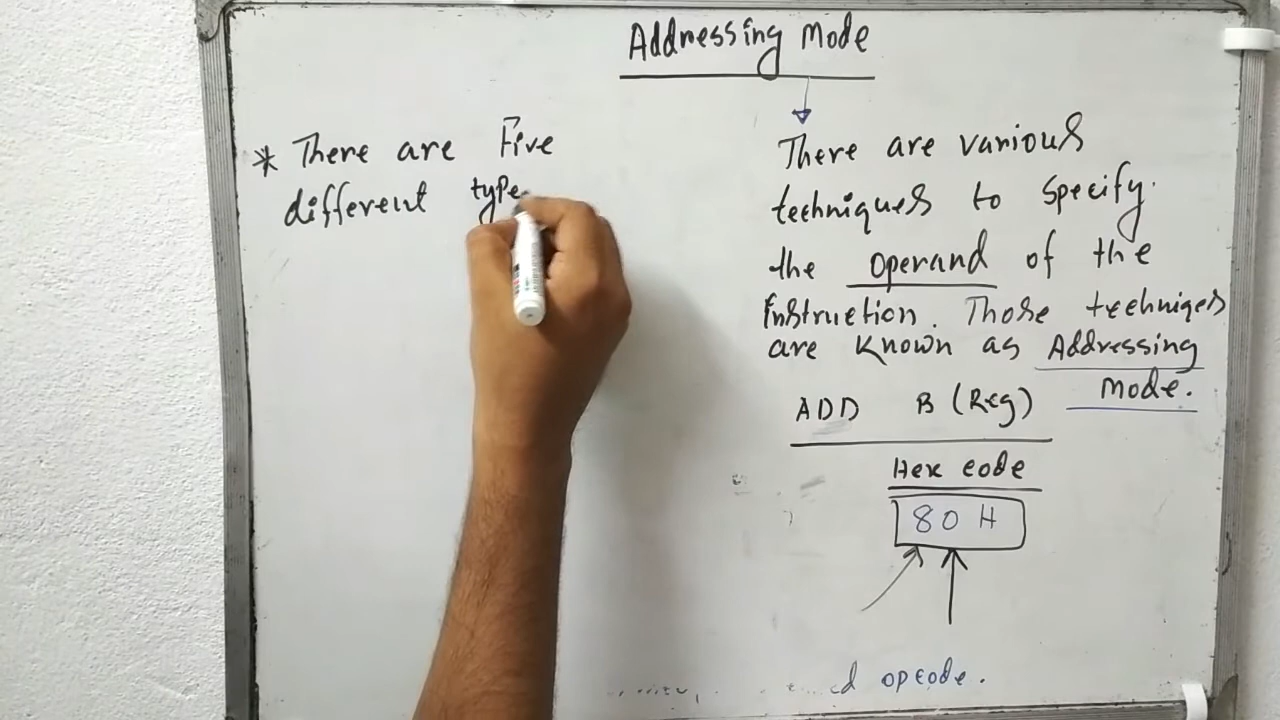 Addressing Mode
* There are Five
different type
There are various
techniques to specify.
the operand of the
Instruction. Those techniqes
are known as Addressing
Mode.
ADD B (Reg)
Hex code
80 H
opcode.